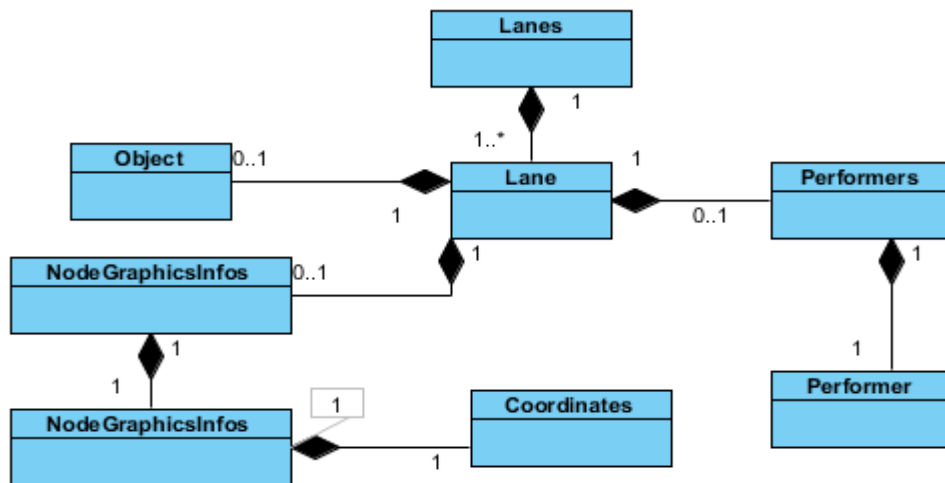 Lanes
1
1..*
1
Object
0..1
Lane
Performers
1
0..1
1
NodeGraphicsInfos
0..1
1
1
1
1
1
Performer
NodeGraphicsInfos
1
Coordinates
1